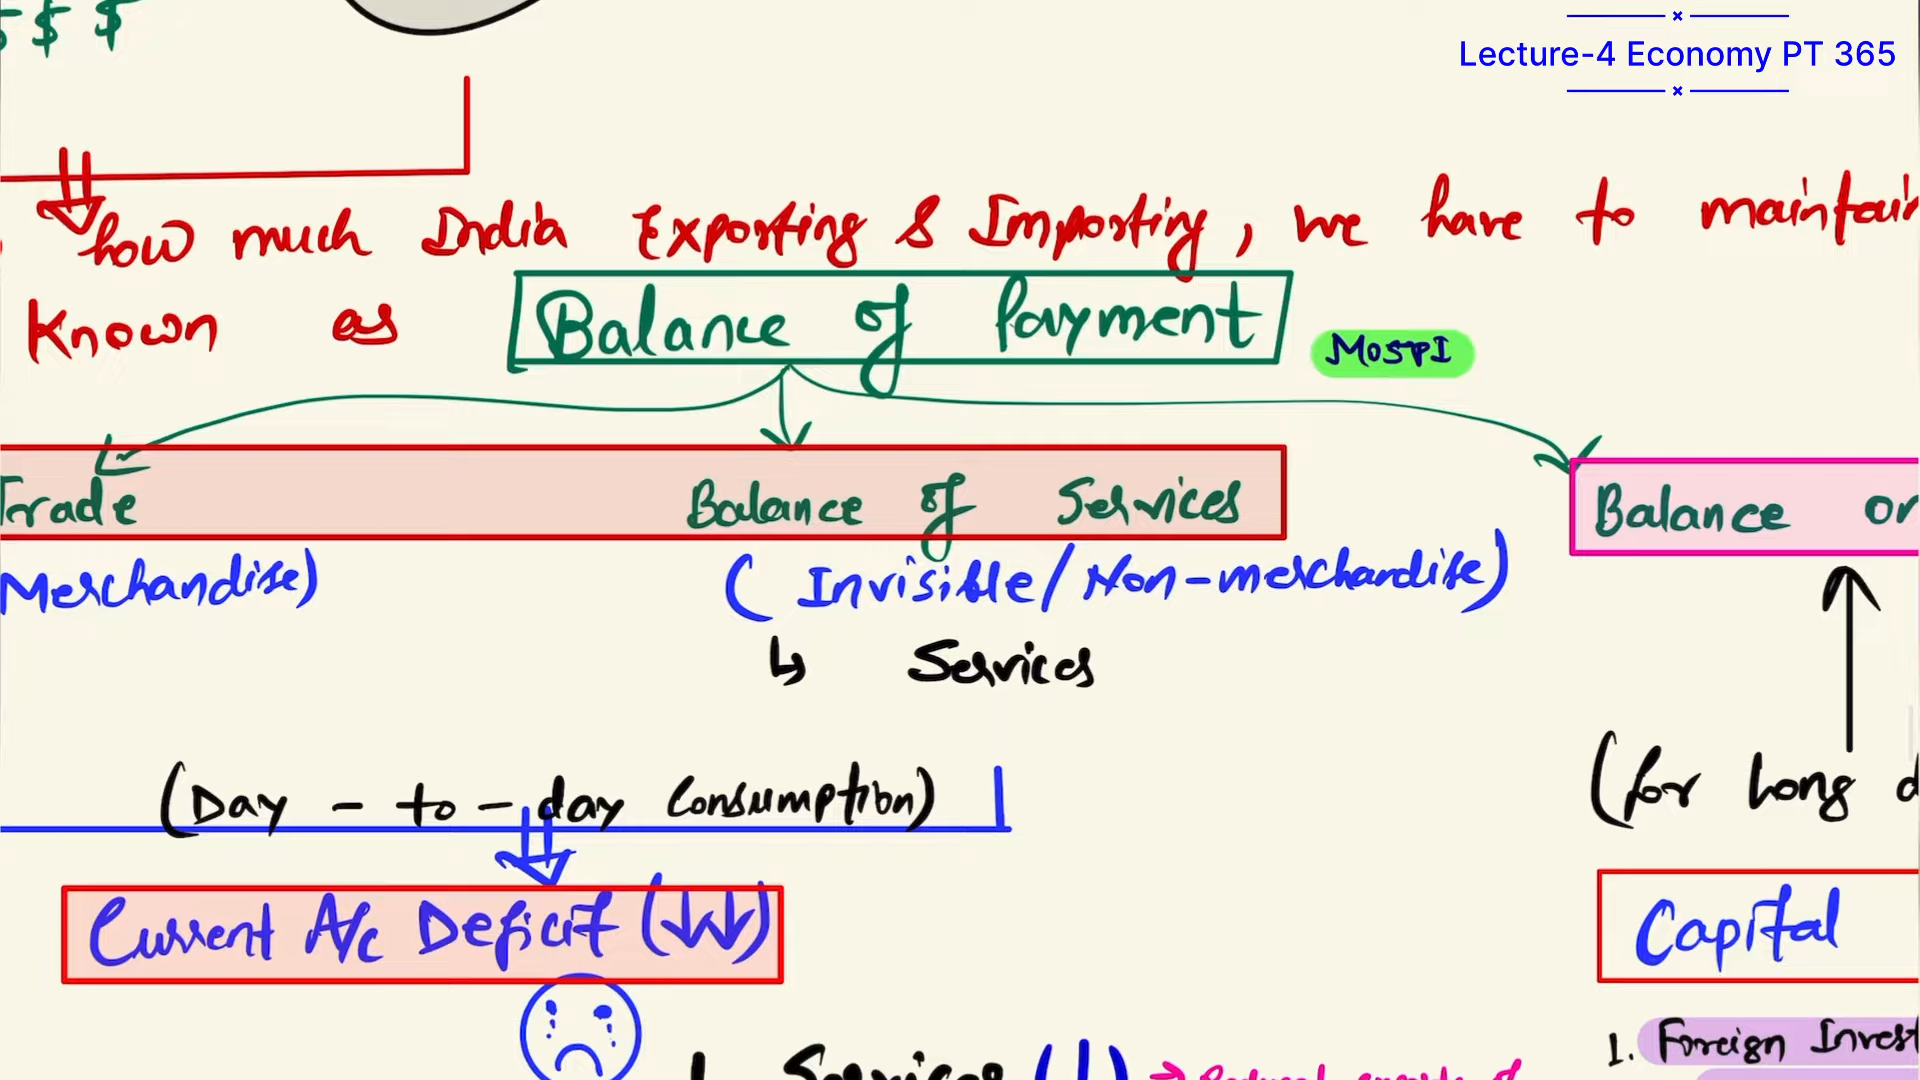 $ $
Lecture-4 Economy PT 365
how much India Exporting & Importing, we have to maintain
Known as Balance of Payment
MOSPI
Trade Balance of Services Balance on
Merchandise) (Invisible/Non-merchandise)
↳ Services
(Day - to - day Consumption) (for Long d
Current A/c Deficit (↓↓) Capital
1. Foreign Invest
1. Services (↓)